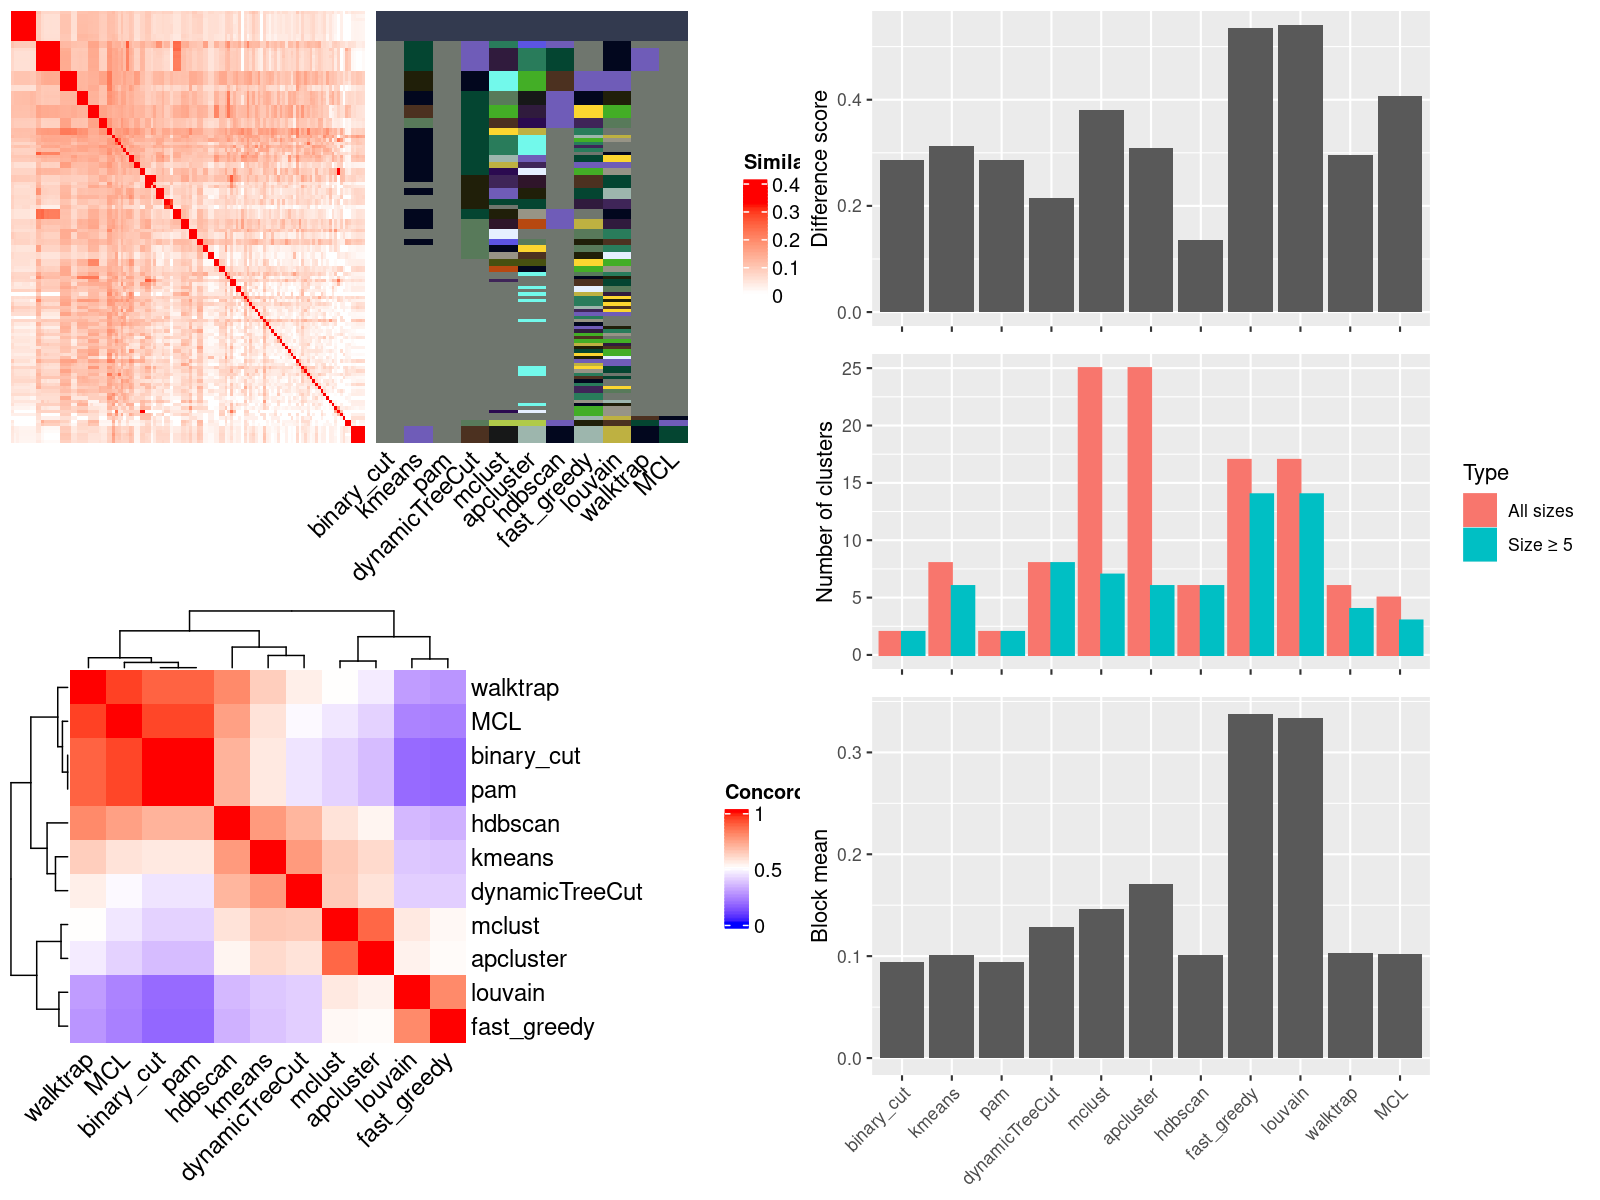 Simila
0.4
0.3
0.2
0.1
0
binary_cut
kmeans
pam
dynamicTreeCut
mclust
apcluster
hdbscan
fast_greedy
louvain
walktrap
MCL
walktrap
MCL
binary_cut
pam
hdbscan
kmeans
dynamicTreeCut
mclust
apcluster
louvain
fast_greedy
Concord
1
0.5
0
walktrap
MCL
binary_cut
pam
hdbscan
kmeans
dynamicTreeCut
mclust
apcluster
louvain
fast_greedy
Difference score
0.4
0.2
0.0
Number of clusters
25
20
15
10
5
0
Type
All sizes
Size ≥ 5
Block mean
0.3
0.2
0.1
0.0
binary_cut
kmeans
pam
dynamicTreeCut
mclust
apcluster
hdbscan
fast_greedy
louvain
walktrap
MCL